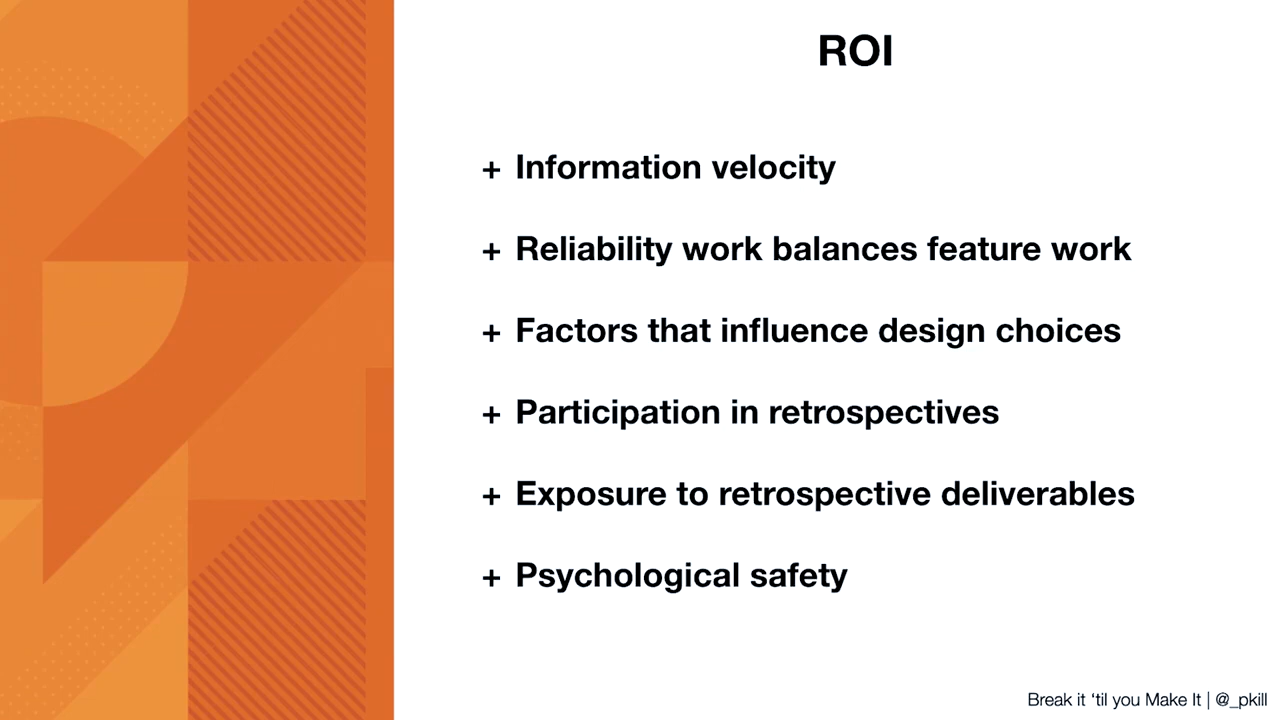 ROI
+ Information velocity
+ Reliability work balances feature work
+ Factors that influence design choices
+ Participation in retrospectives
+ Exposure to retrospective deliverables
+ Psychological safety
Break it ‘til you Make It | @_pkill